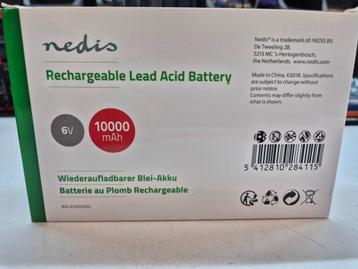 nedis
Nedis® is a trademark of: NEDIS BV.
De Tweeling 28,
5215 MC 's-Hertogenbosch,
the Netherlands. www.nedis.com
Rechargeable Lead Acid Battery
Made in China. ©2018. Specifications
are subject to change without
prior notice.
Contents may differ slightly from
what is shown.
6V
10000
mAh
Wiederaufladbarer Blei-Akku
Batterie au Plomb Rechargeable
5 412810 284115